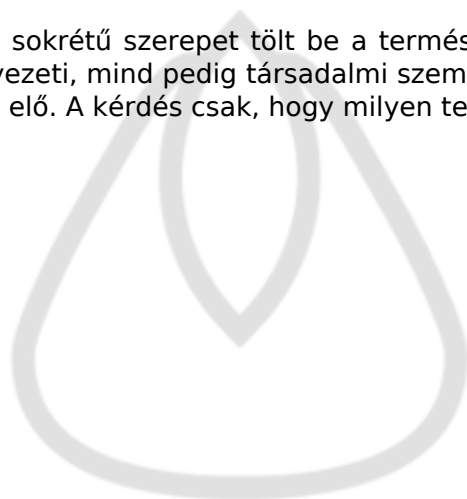 sokrétű szerepet tölt be a termés
vezeti, mind pedig társadalmi szem
elő. A kérdés csak, hogy milyen te